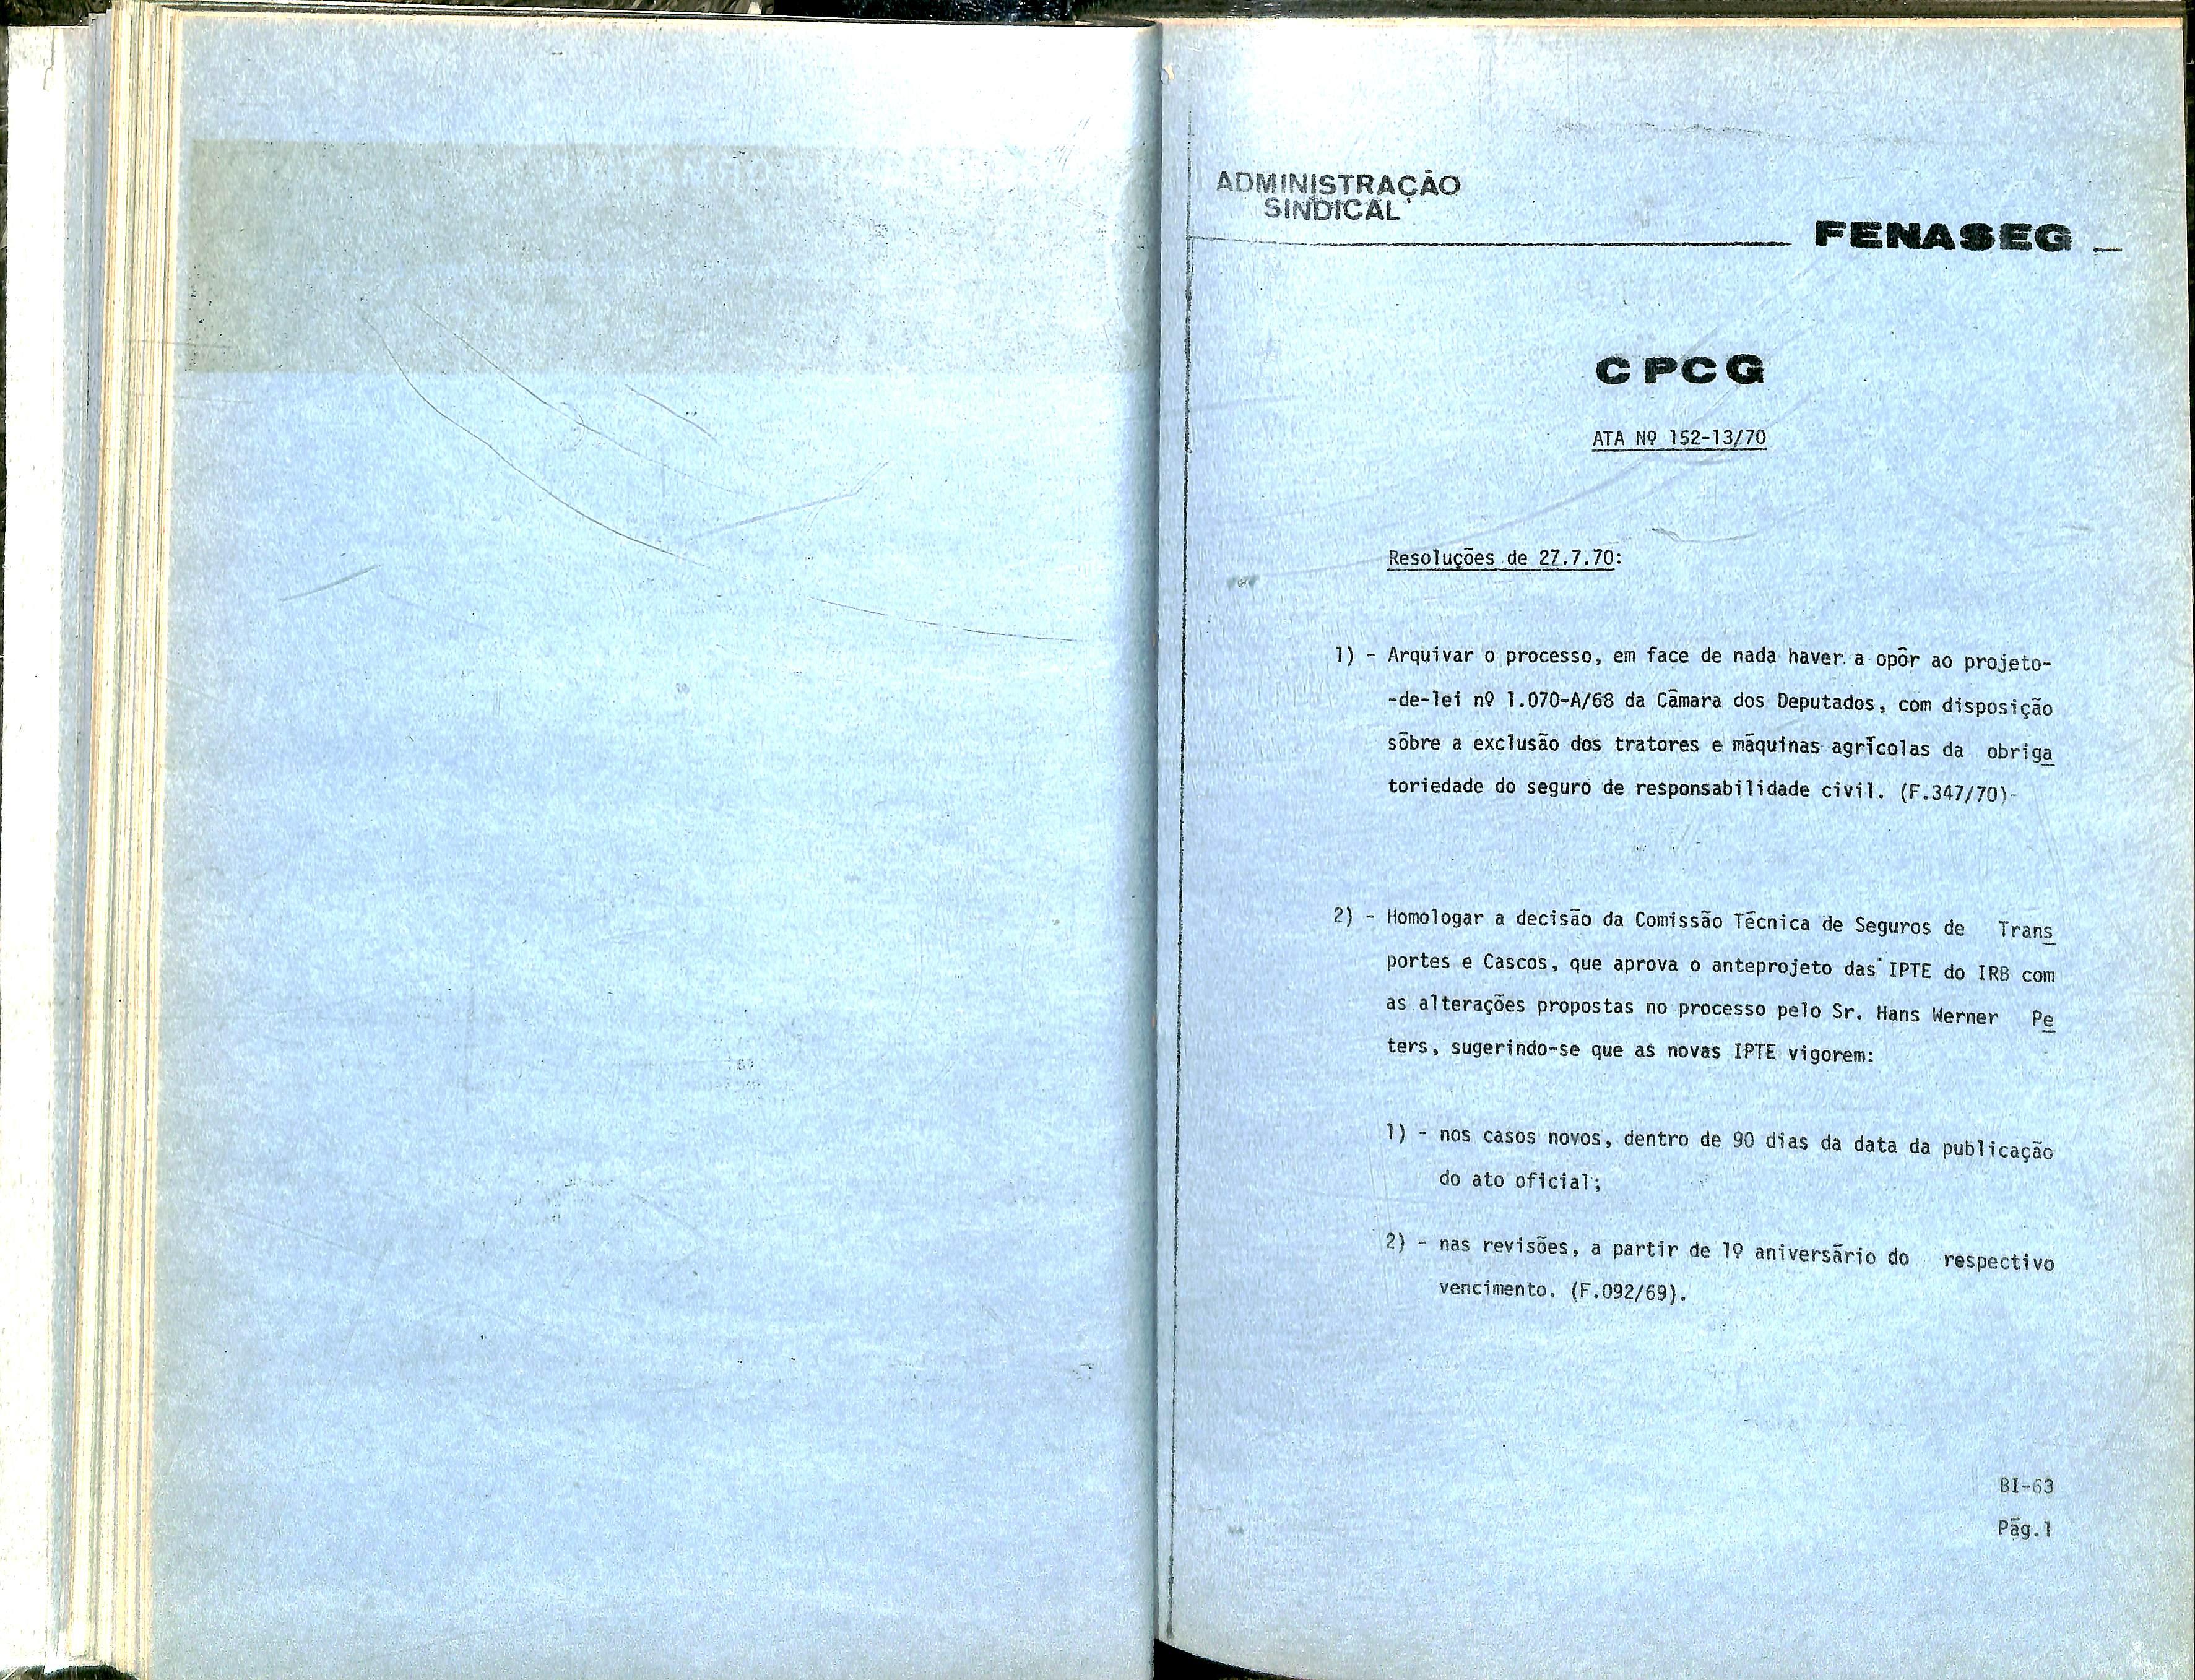 ADMINISTRAÇÃO
SINDICAL
FENASEG
CPCG
ATA Nº 152-13/70
Resoluções de 27.7.70:
1) - Arquivar o processo, em face de nada haver a opôr ao projeto-
-de-lei nº 1.070-A/68 da Câmara dos Deputados, com disposição
sôbre a exclusão dos tratores e máquinas agrícolas da obriga
toriedade do seguro de responsabilidade civil. (F.347/70)-
2) - Homologar a decisão da Comissão Técnica de Seguros de Trans
portes e Cascos, que aprova o anteprojeto das IPTE do IRB com
as alterações propostas no processo pelo Sr. Hans Werner Pe
ters, sugerindo-se que as novas IPTE vigorem:
1) - nos casos novos, dentro de 90 dias da data da publicação
do ato oficial;
2) - nas revisões, a partir de 1º aniversário do respectivo
vencimento. (F.092/69).
BI-63
Pág.1